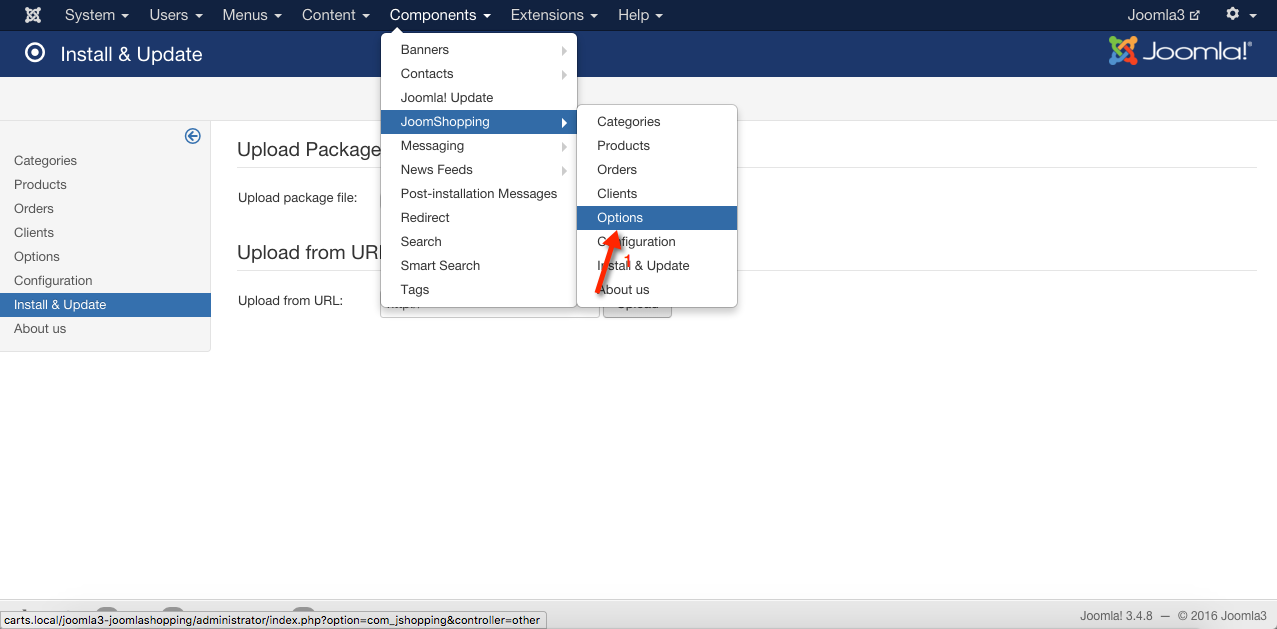 System Users Menus Content Components Extensions Help Joomla3
Install & Update Joomla!®
Banners
Contacts
Joomla! Update
JoomShopping
Messaging
News Feeds
Post-installation Messages
Redirect
Search
Smart Search
Tags
Categories
Products
Orders
Clients
Options
Configuration
Install & Update
About us
1
Categories
Products
Orders
Clients
Options
Configuration
Install & Update
About us
Upload Package
Upload package file:
Upload from URL
Upload from URL:
carts.local/joomla3-joomlashopping/administrator/index.php?option=com_jshopping&controller=other
Joomla! 3.4.8 — © 2016 Joomla3